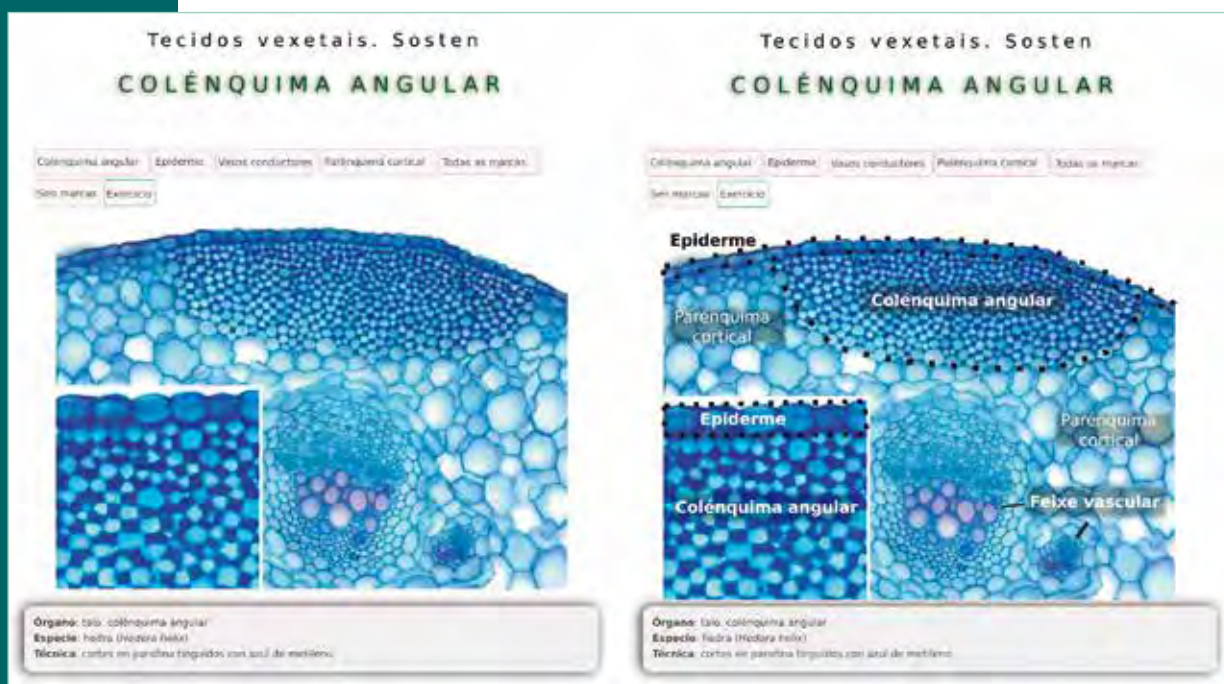 Tecidos vexetais. Sosten
COLÉNQUIMA ANGULAR
Colénquima angular Epiderme Vasos conductores Parénquima cortical Todas as marcas
Sen marcas Exercicio
Órgano: talo, colénquima angular
Especie: hedra (Hedera helix)
Técnica: cortes en parafina tinguidos con azul de metileno
Tecidos vexetais. Sosten
COLÉNQUIMA ANGULAR
Colénquima angular Epiderme Vasos conductores Parénquima cortical Todas as marcas
Sen marcas Exercicio
Epiderme
Colénquima angular
Parénquima
cortical
Epiderme
Parénquima
cortical
Colénquima angular
Feixe vascular
Órgano: talo, colénquima angular
Especie: hedra (Hedera helix)
Técnica: cortes en parafina tinguidos con azul de metileno